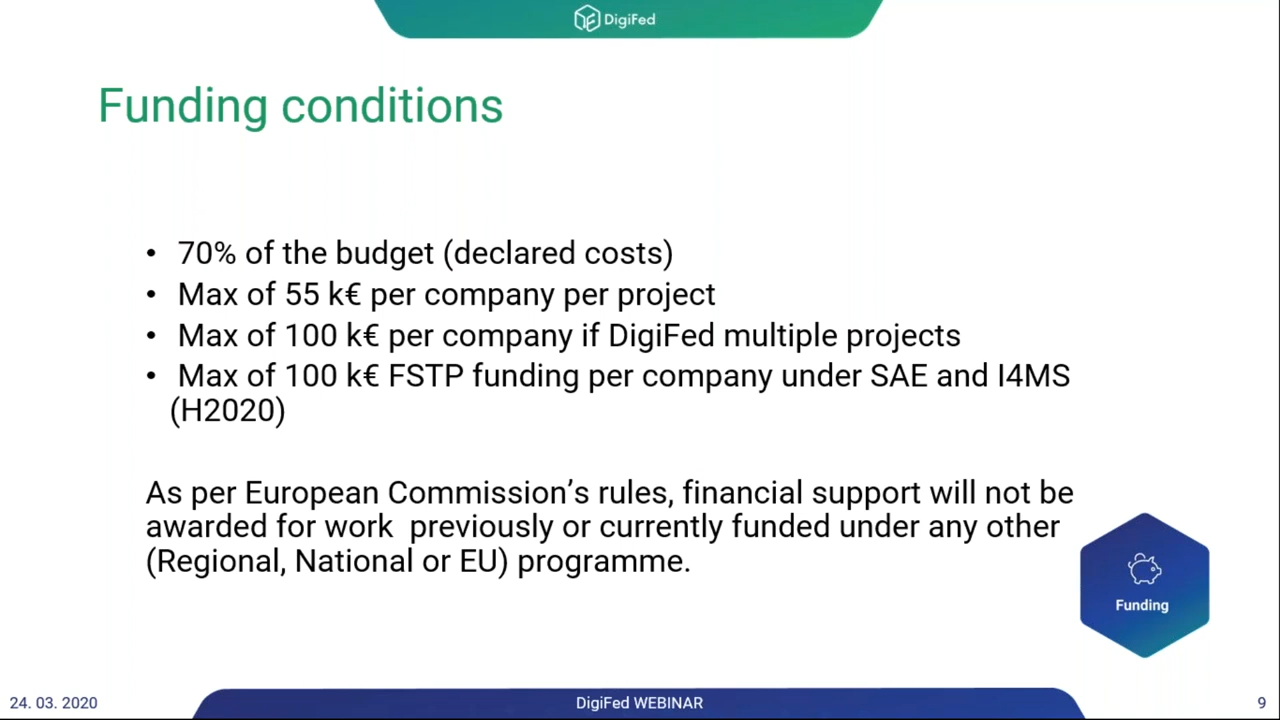 DigiFed
Funding conditions
• 70% of the budget (declared costs)
• Max of 55 k€ per company per project
• Max of 100 k€ per company if DigiFed multiple projects
• Max of 100 k€ FSTP funding per company under SAE and I4MS
(H2020)
As per European Commission’s rules, financial support will not be
awarded for work  previously or currently funded under any other
(Regional, National or EU) programme.
Funding
24. 03. 2020
DigiFed WEBINAR
9